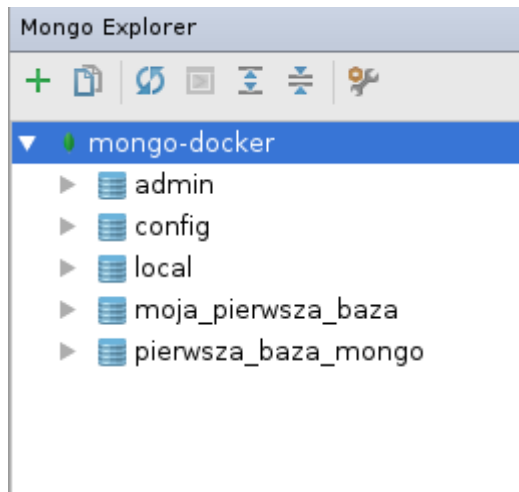 Mongo Explorer
mongo-docker
admin
config
local
moja_pierwsza_baza
pierwsza_baza_mongo